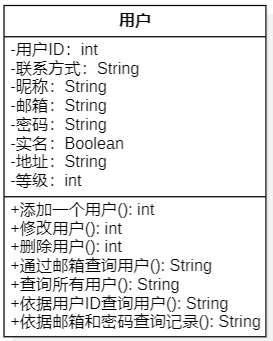 用户
-用户ID：int
-联系方式：String
-昵称：String
-邮箱：String
-密码：String
-实名：Boolean
-地址：String
-等级：int
+添加一个用户(): int
+修改用户(): int
+删除用户(): int
+通过邮箱查询用户(): String
+查询所有用户(): String
+依据用户ID查询用户(): String
+依据邮箱和密码查询记录(): String